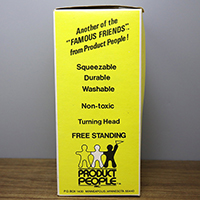 Another of the
"FAMOUS FRIENDS"
from Product People!
Squeezable
Durable
Washable
Non-toxic
Turning Head
FREE STANDING
PRODUCT
PEOPLE